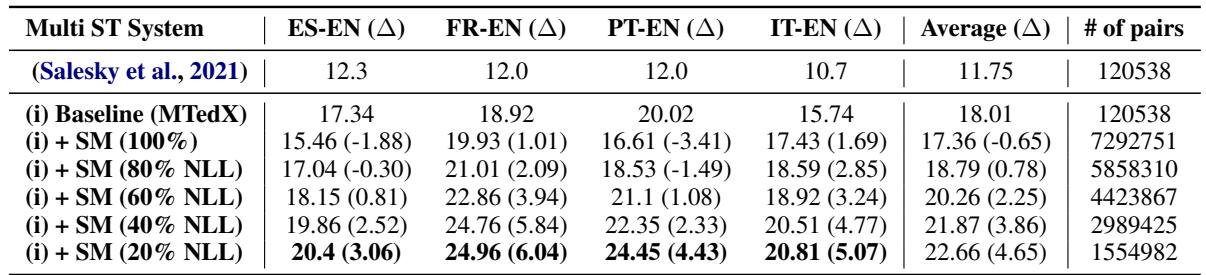 Multi ST System ES-EN (Δ) FR-EN (Δ) PT-EN (Δ) IT-EN (Δ) Average (Δ) # of pairs
(Salesky et al., 2021) 12.3 12.0 12.0 10.7 11.75 120538
(i) Baseline (MTedX) 17.34 18.92 20.02 15.74 18.01 120538
(i) + SM (100%) 15.46 (-1.88) 19.93 (1.01) 16.61 (-3.41) 17.43 (1.69) 17.36 (-0.65) 7292751
(i) + SM (80% NLL) 17.04 (-0.30) 21.01 (2.09) 18.53 (-1.49) 18.59 (2.85) 18.79 (0.78) 5858310
(i) + SM (60% NLL) 18.15 (0.81) 22.86 (3.94) 21.1 (1.08) 18.92 (3.24) 20.26 (2.25) 4423867
(i) + SM (40% NLL) 19.86 (2.52) 24.76 (5.84) 22.35 (2.33) 20.51 (4.77) 21.87 (3.86) 2989425
(i) + SM (20% NLL) 20.4 (3.06) 24.96 (6.04) 24.45 (4.43) 20.81 (5.07) 22.66 (4.65) 1554982